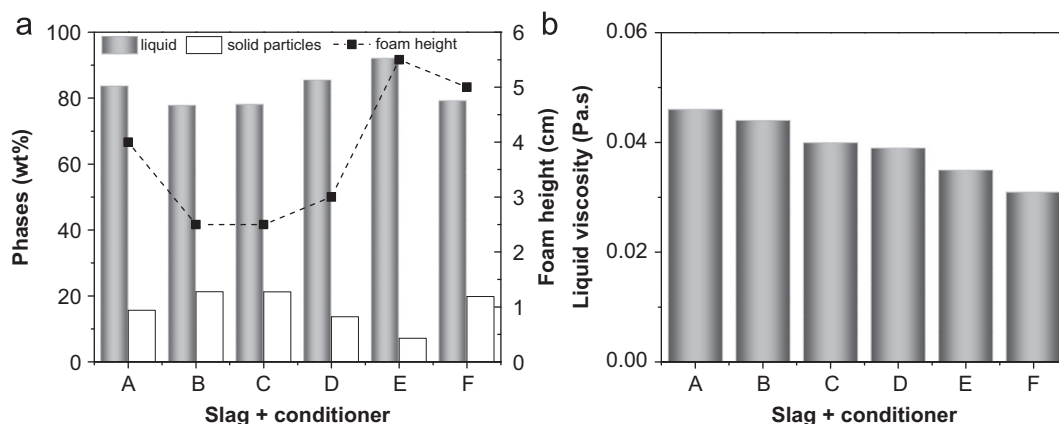 a
liquid solid particles foam height
100
80
60
40
20
0
Phases (wt%)
6
5
4
3
2
1
0
Foam height (cm)
A B C D E F
Slag + conditioner
b
0.06
0.04
0.02
0.00
Liquid viscosity (Pa.s)
A B C D E F
Slag + conditioner